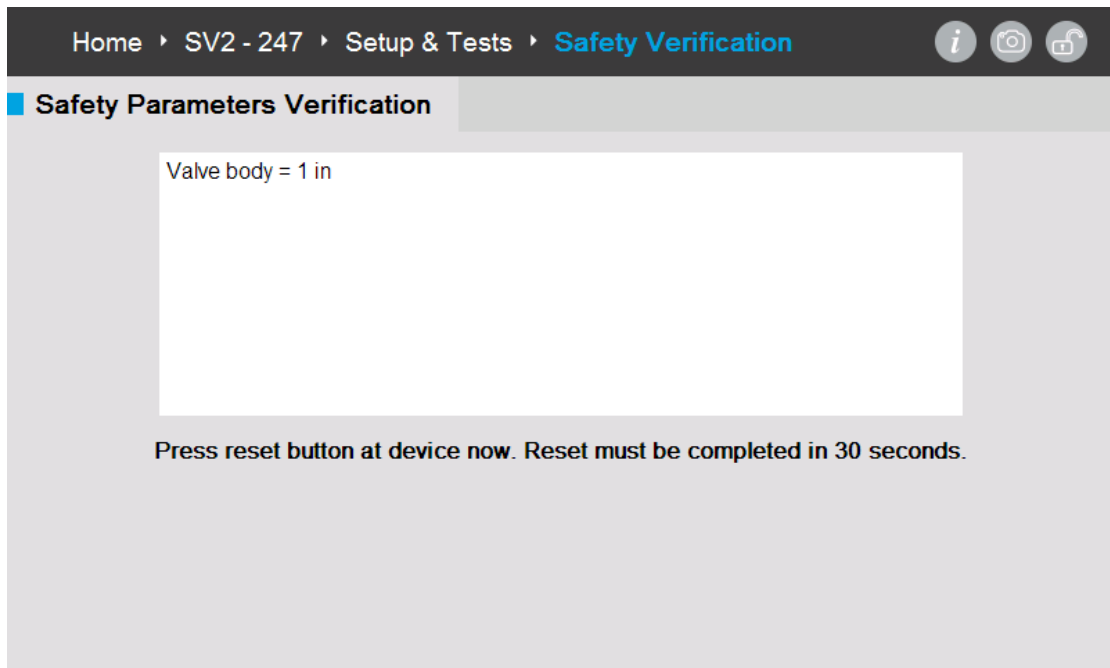 Home ‣ SV2 - 247 ‣ Setup & Tests ‣ Safety Verification i
Safety Parameters Verification
Valve body = 1 in
Press reset button at device now. Reset must be completed in 30 seconds.